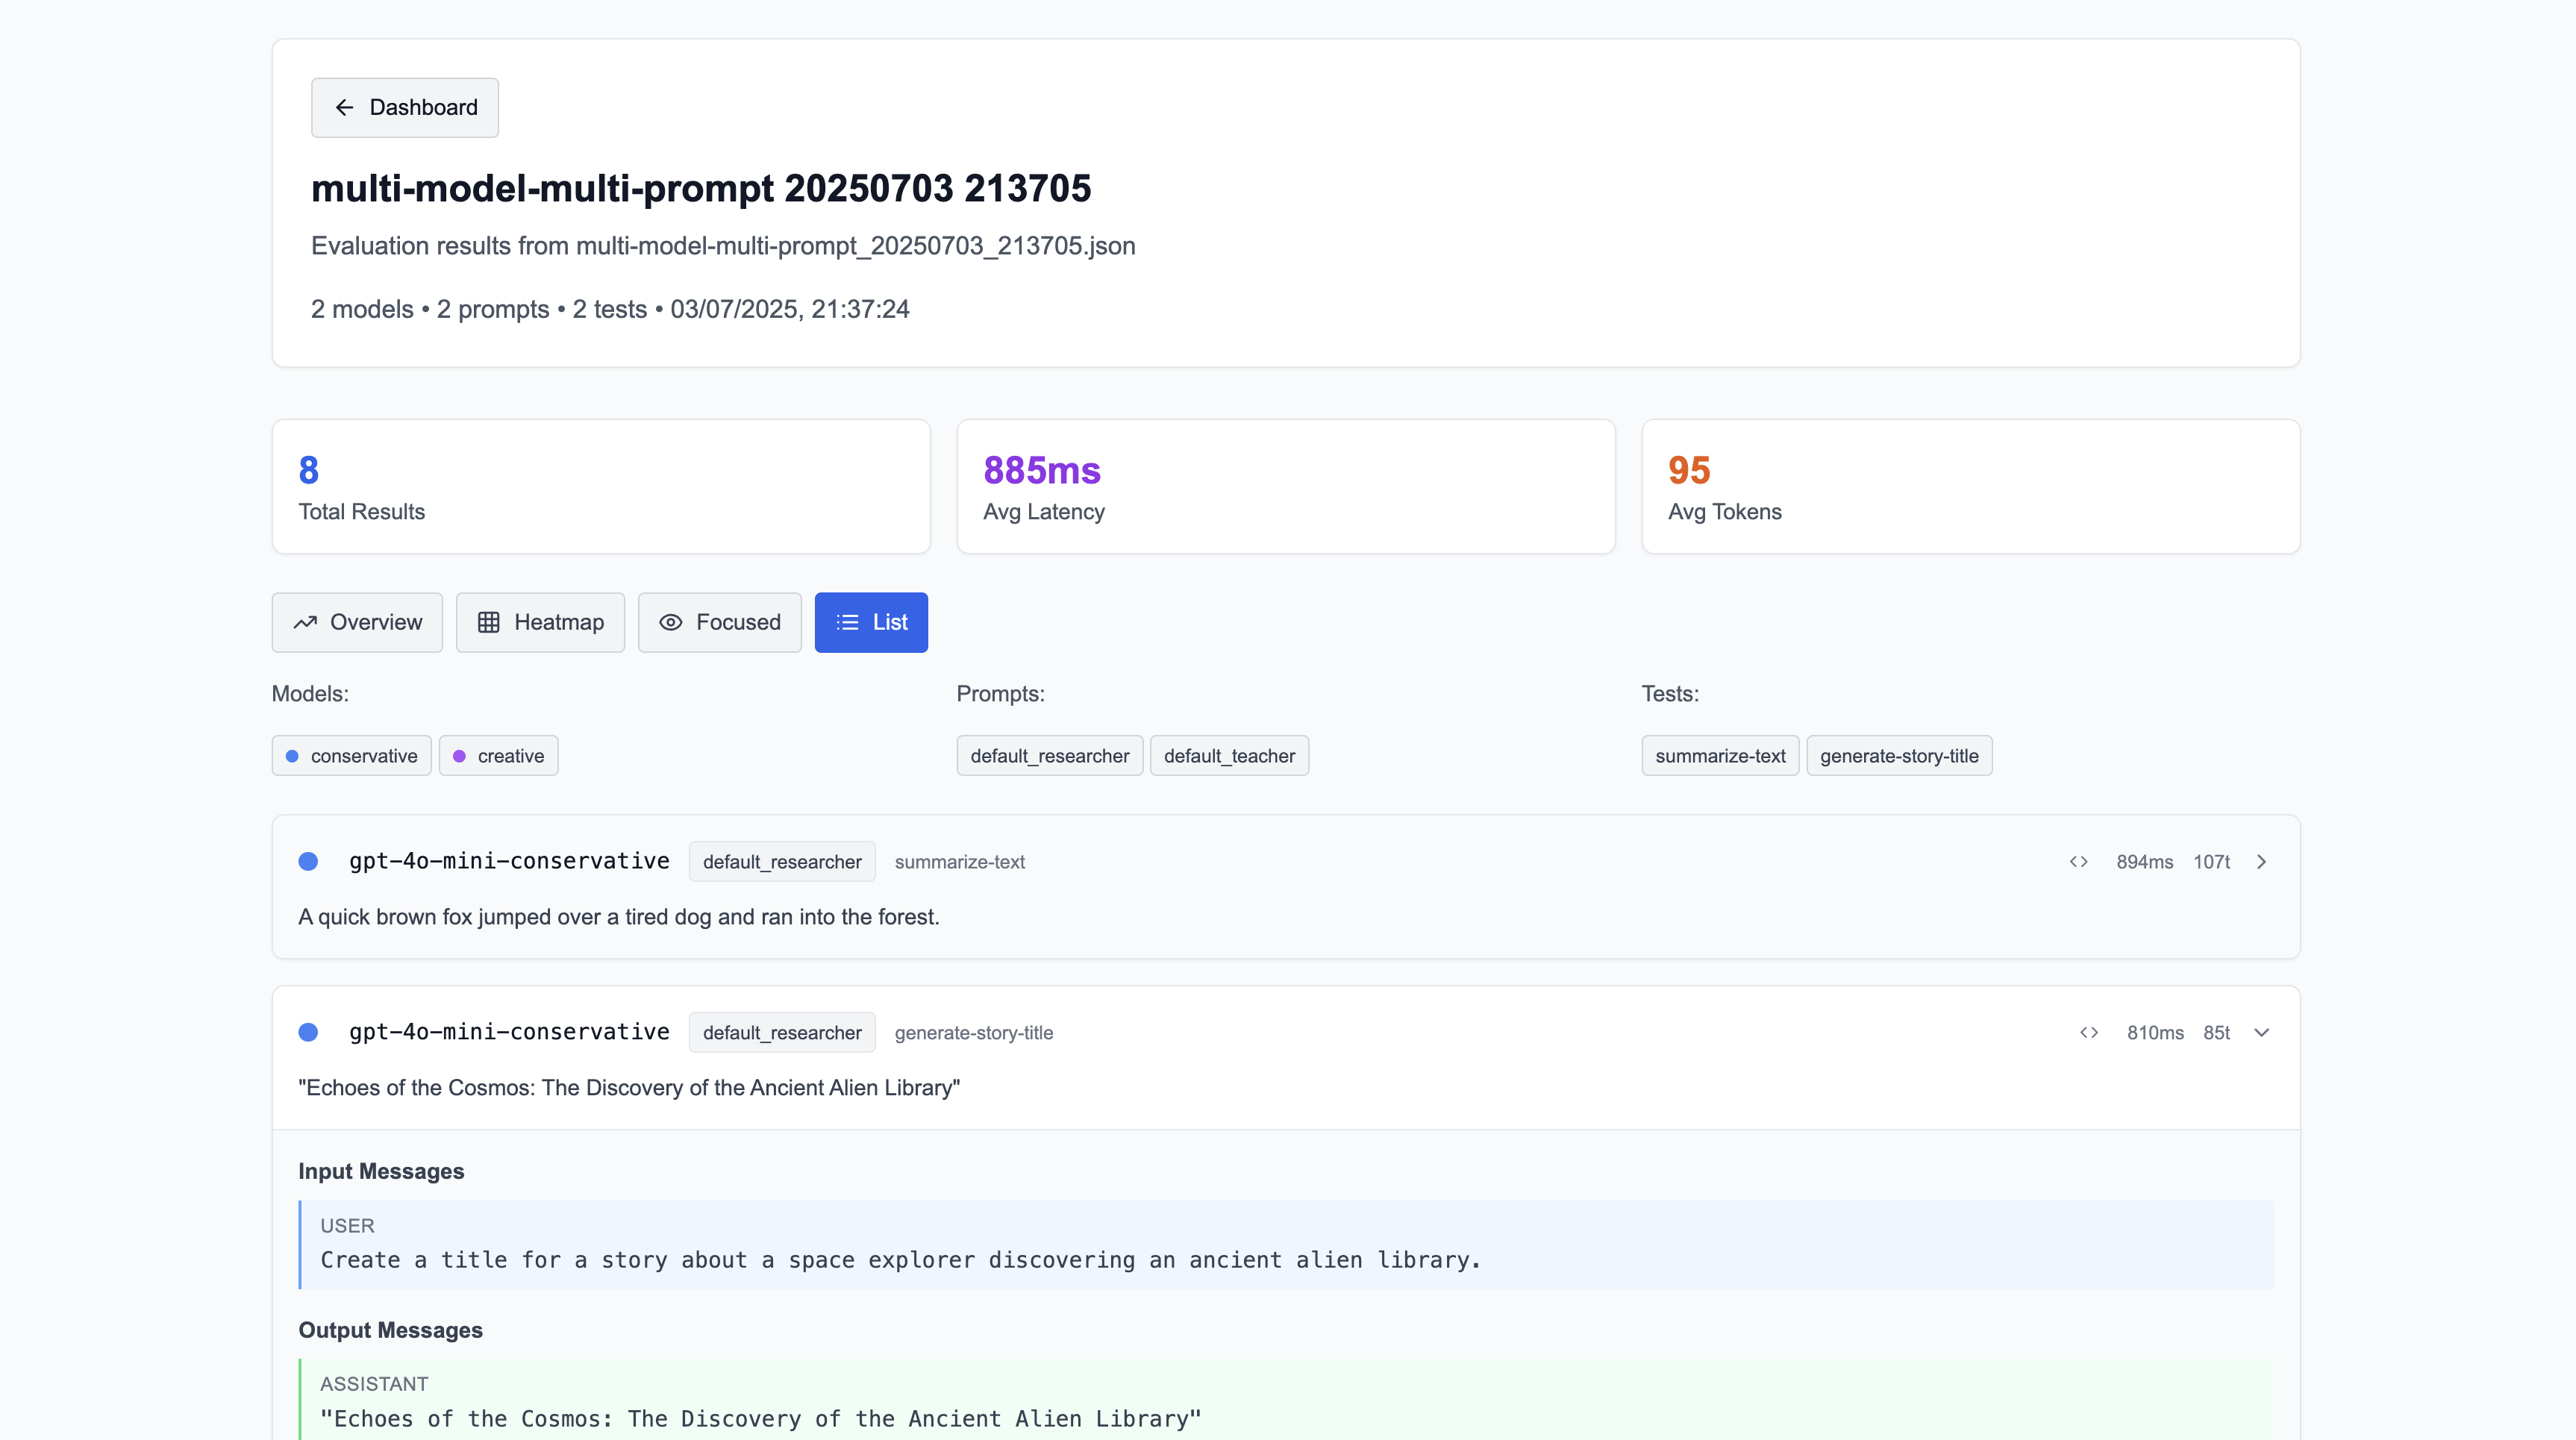 Dashboard
multi-model-multi-prompt 20250703 213705
Evaluation results from multi-model-multi-prompt_20250703_213705.json
2 models • 2 prompts • 2 tests • 03/07/2025, 21:37:24
8
Total Results
885ms
Avg Latency
95
Avg Tokens
Overview
Heatmap
Focused
List
Models:
conservative
creative
Prompts:
default_researcher
default_teacher
Tests:
summarize-text
generate-story-title
gpt-4o-mini-conservative default_researcher summarize-text 894ms 107t
A quick brown fox jumped over a tired dog and ran into the forest.
gpt-4o-mini-conservative default_researcher generate-story-title 810ms 85t
"Echoes of the Cosmos: The Discovery of the Ancient Alien Library"
Input Messages
USER
Create a title for a story about a space explorer discovering an ancient alien library.
Output Messages
ASSISTANT
"Echoes of the Cosmos: The Discovery of the Ancient Alien Library"